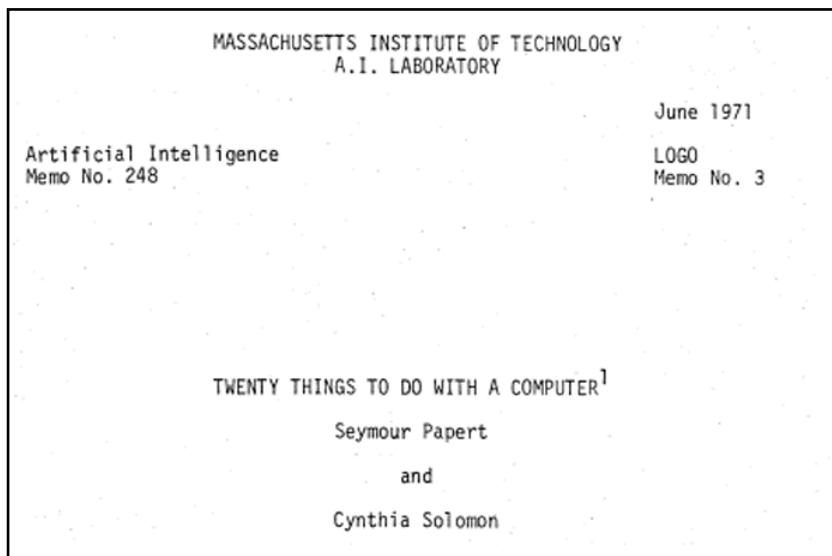 MASSACHUSETTS INSTITUTE OF TECHNOLOGY
A.I. LABORATORY
June 1971
Artificial Intelligence
Memo No. 248
LOGO
Memo No. 3
TWENTY THINGS TO DO WITH A COMPUTER1
Seymour Papert
and
Cynthia Solomon